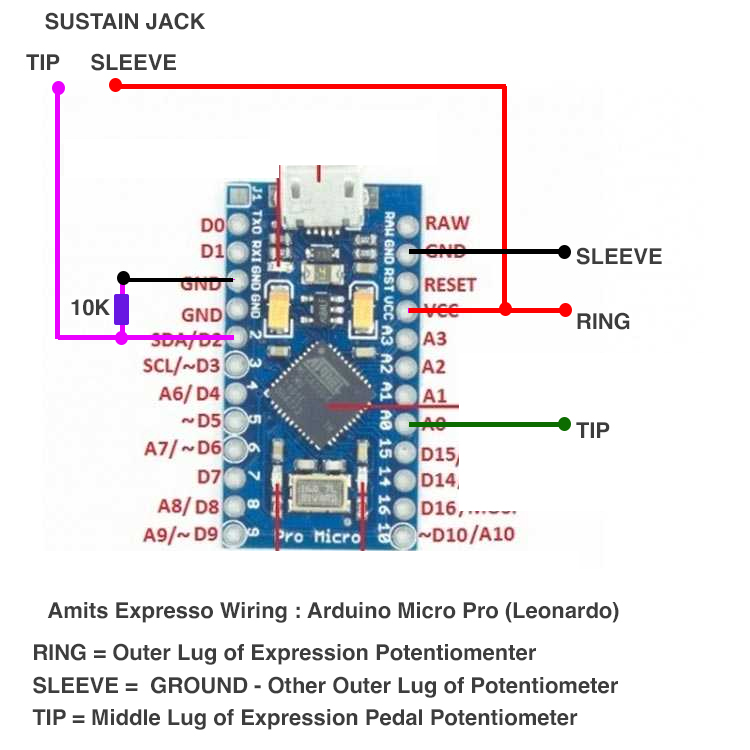 SUSTAIN JACK
TIP SLEEVE
J1
D0 TXO RAW RAW
D1 RXI GND GND SLEEVE
GND GND RST RESET
10K GND GND VCC VCC RING
SDA/D2 2 A3 A3
SCL/~D3 3 A2 A2
A6/D4 4 A1 A1
~D5 5 A0 A0 TIP
A7/~D6 6 15 D15/
D7 7 14 D14/
A8/D8 8 16 D16/
A9/~D9 9 Pro Micro 10 ~D10/A10
Amits Expresso Wiring : Arduino Micro Pro (Leonardo)
RING = Outer Lug of Expression Potentiomenter
SLEEVE = GROUND - Other Outer Lug of Potentiometer
TIP = Middle Lug of Expression Pedal Potentiometer